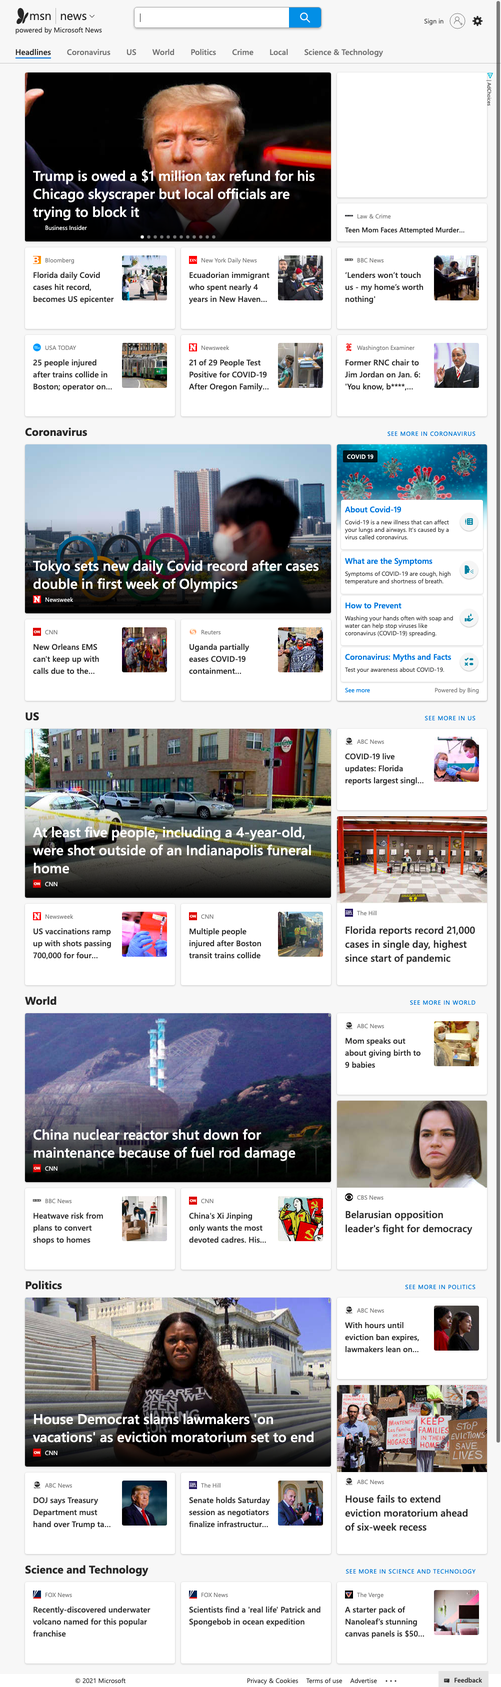 msn | news
powered by Microsoft News
Sign in
Headlines Coronavirus US World Politics Crime Local Science & Technology
Trump is owed a $1 million tax refund for his
Chicago skyscraper but local officials are
trying to block it
Business Insider
AdChoices
Law & Crime
Teen Mom Faces Attempted Murder...
Bloomberg
Florida daily Covid
cases hit record,
becomes US epicenter
New York Daily News
Ecuadorian immigrant
who spent nearly 4
years in New Haven...
BBC News
'Lenders won't touch
us - my home's worth
nothing'
USA TODAY
25 people injured
after trains collide in
Boston; operator on...
Newsweek
21 of 29 People Test
Positive for COVID-19
After Oregon Family...
Washington Examiner
Former RNC chair to
Jim Jordan on Jan. 6:
'You know, b****,...
Coronavirus
SEE MORE IN CORONAVIRUS
Tokyo sets new daily Covid record after cases
double in first week of Olympics
Newsweek
COVID 19
About Covid-19
Covid-19 is a new illness that can affect
your lungs and airways. It's caused by a
virus called coronavirus.
What are the Symptoms
Symptoms of COVID-19 are cough, high
temperature and shortness of breath.
How to Prevent
Washing your hands often with soap and
water can help stop viruses like
coronavirus (COVID-19) spreading.
Coronavirus: Myths and Facts
Test your awareness about COVID-19.
See more
Powered by Bing
CNN
New Orleans EMS
can't keep up with
calls due to the...
Reuters
Uganda partially
eases COVID-19
containment...
US
SEE MORE IN US
At least five people, including a 4-year-old,
were shot outside of an Indianapolis funeral
home
CNN
ABC News
COVID-19 live
updates: Florida
reports largest singl...
The Hill
Florida reports record 21,000
cases in single day, highest
since start of pandemic
Newsweek
US vaccinations ramp
up with shots passing
700,000 for four...
CNN
Multiple people
injured after Boston
transit trains collide
World
SEE MORE IN WORLD
China nuclear reactor shut down for
maintenance because of fuel rod damage
CNN
ABC News
Mom speaks out
about giving birth to
9 babies
CBS News
Belarusian opposition
leader's fight for democracy
BBC News
Heatwave risk from
plans to convert
shops to homes
CNN
China's Xi Jinping
only wants the most
devoted cadres. His...
Politics
SEE MORE IN POLITICS
WE ARE IN
House Democrat slams lawmakers 'on
vacations' as eviction moratorium set to end
CNN
ABC News
With hours until
eviction ban expires,
lawmakers lean on...
KEEP
FAMILIES
IN THEIR
HOMES
STOP
EVICTIONS
SAVE
LIVES
ABC News
House fails to extend
eviction moratorium ahead
of six-week recess
ABC News
DOJ says Treasury
Department must
hand over Trump ta...
The Hill
Senate holds Saturday
session as negotiators
finalize infrastructur...
Science and Technology
SEE MORE IN SCIENCE AND TECHNOLOGY
FOX News
Recently-discovered underwater
volcano named for this popular
franchise
FOX News
Scientists find a 'real life' Patrick and
Spongebob in ocean expedition
The Verge
A starter pack of
Nanoleaf's stunning
canvas panels is $50...
© 2021 Microsoft
Privacy & Cookies Terms of use Advertise ...
Feedback